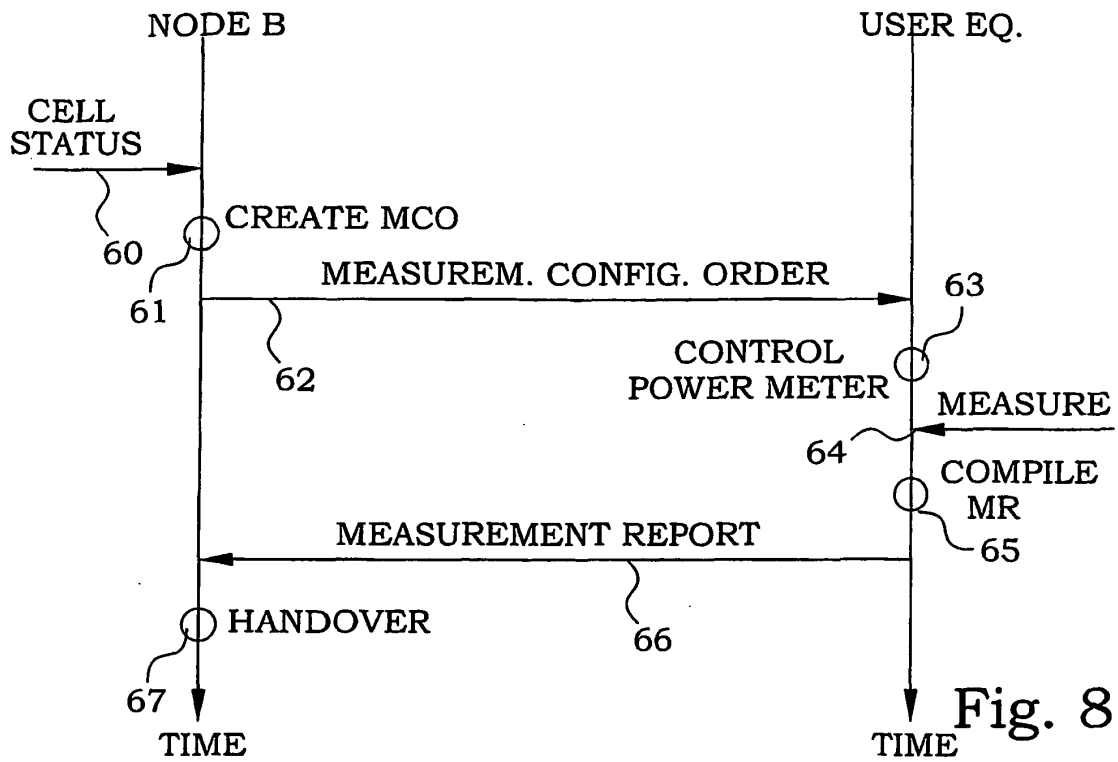 NODE B
USER EQ.
CELL
STATUS
60
CREATE MCO
61
MEASUREM. CONFIG. ORDER
62
63
CONTROL
POWER METER
MEASURE
64
COMPILE
MR
65
MEASUREMENT REPORT
66
HANDOVER
67
TIME
TIME
Fig. 8